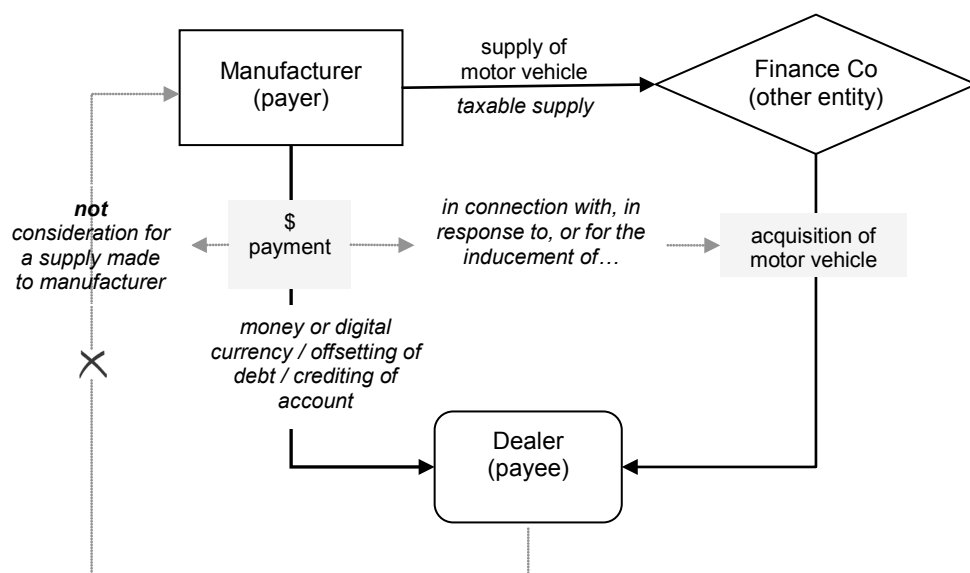 Manufacturer
(payer)
supply of
motor vehicle
taxable supply
Finance Co
(other entity)
not
consideration for
a supply made
to manufacturer
$
payment
in connection with, in
response to, or for the
inducement of…
acquisition of
motor vehicle
money or digital
currency / offsetting of
debt / crediting of
account
Dealer
(payee)